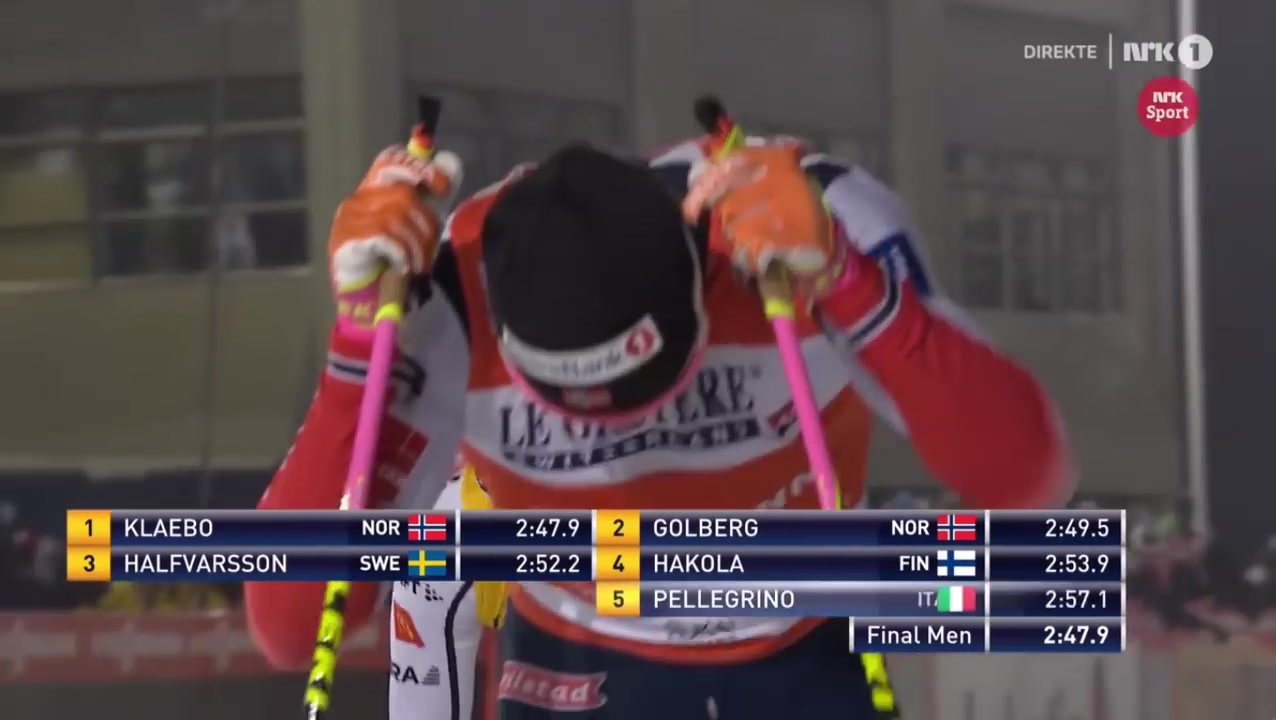 DIREKTE NRK 1
NRK
Sport
LE
SWITZERLAND
1 KLAEBO NOR 2:47.9
2 GOLBERG NOR 2:49.5
3 HALFVARSSON SWE 2:52.2
4 HAKOLA FIN 2:53.9
5 PELLEGRINO 2:57.1
Final Men 2:47.9